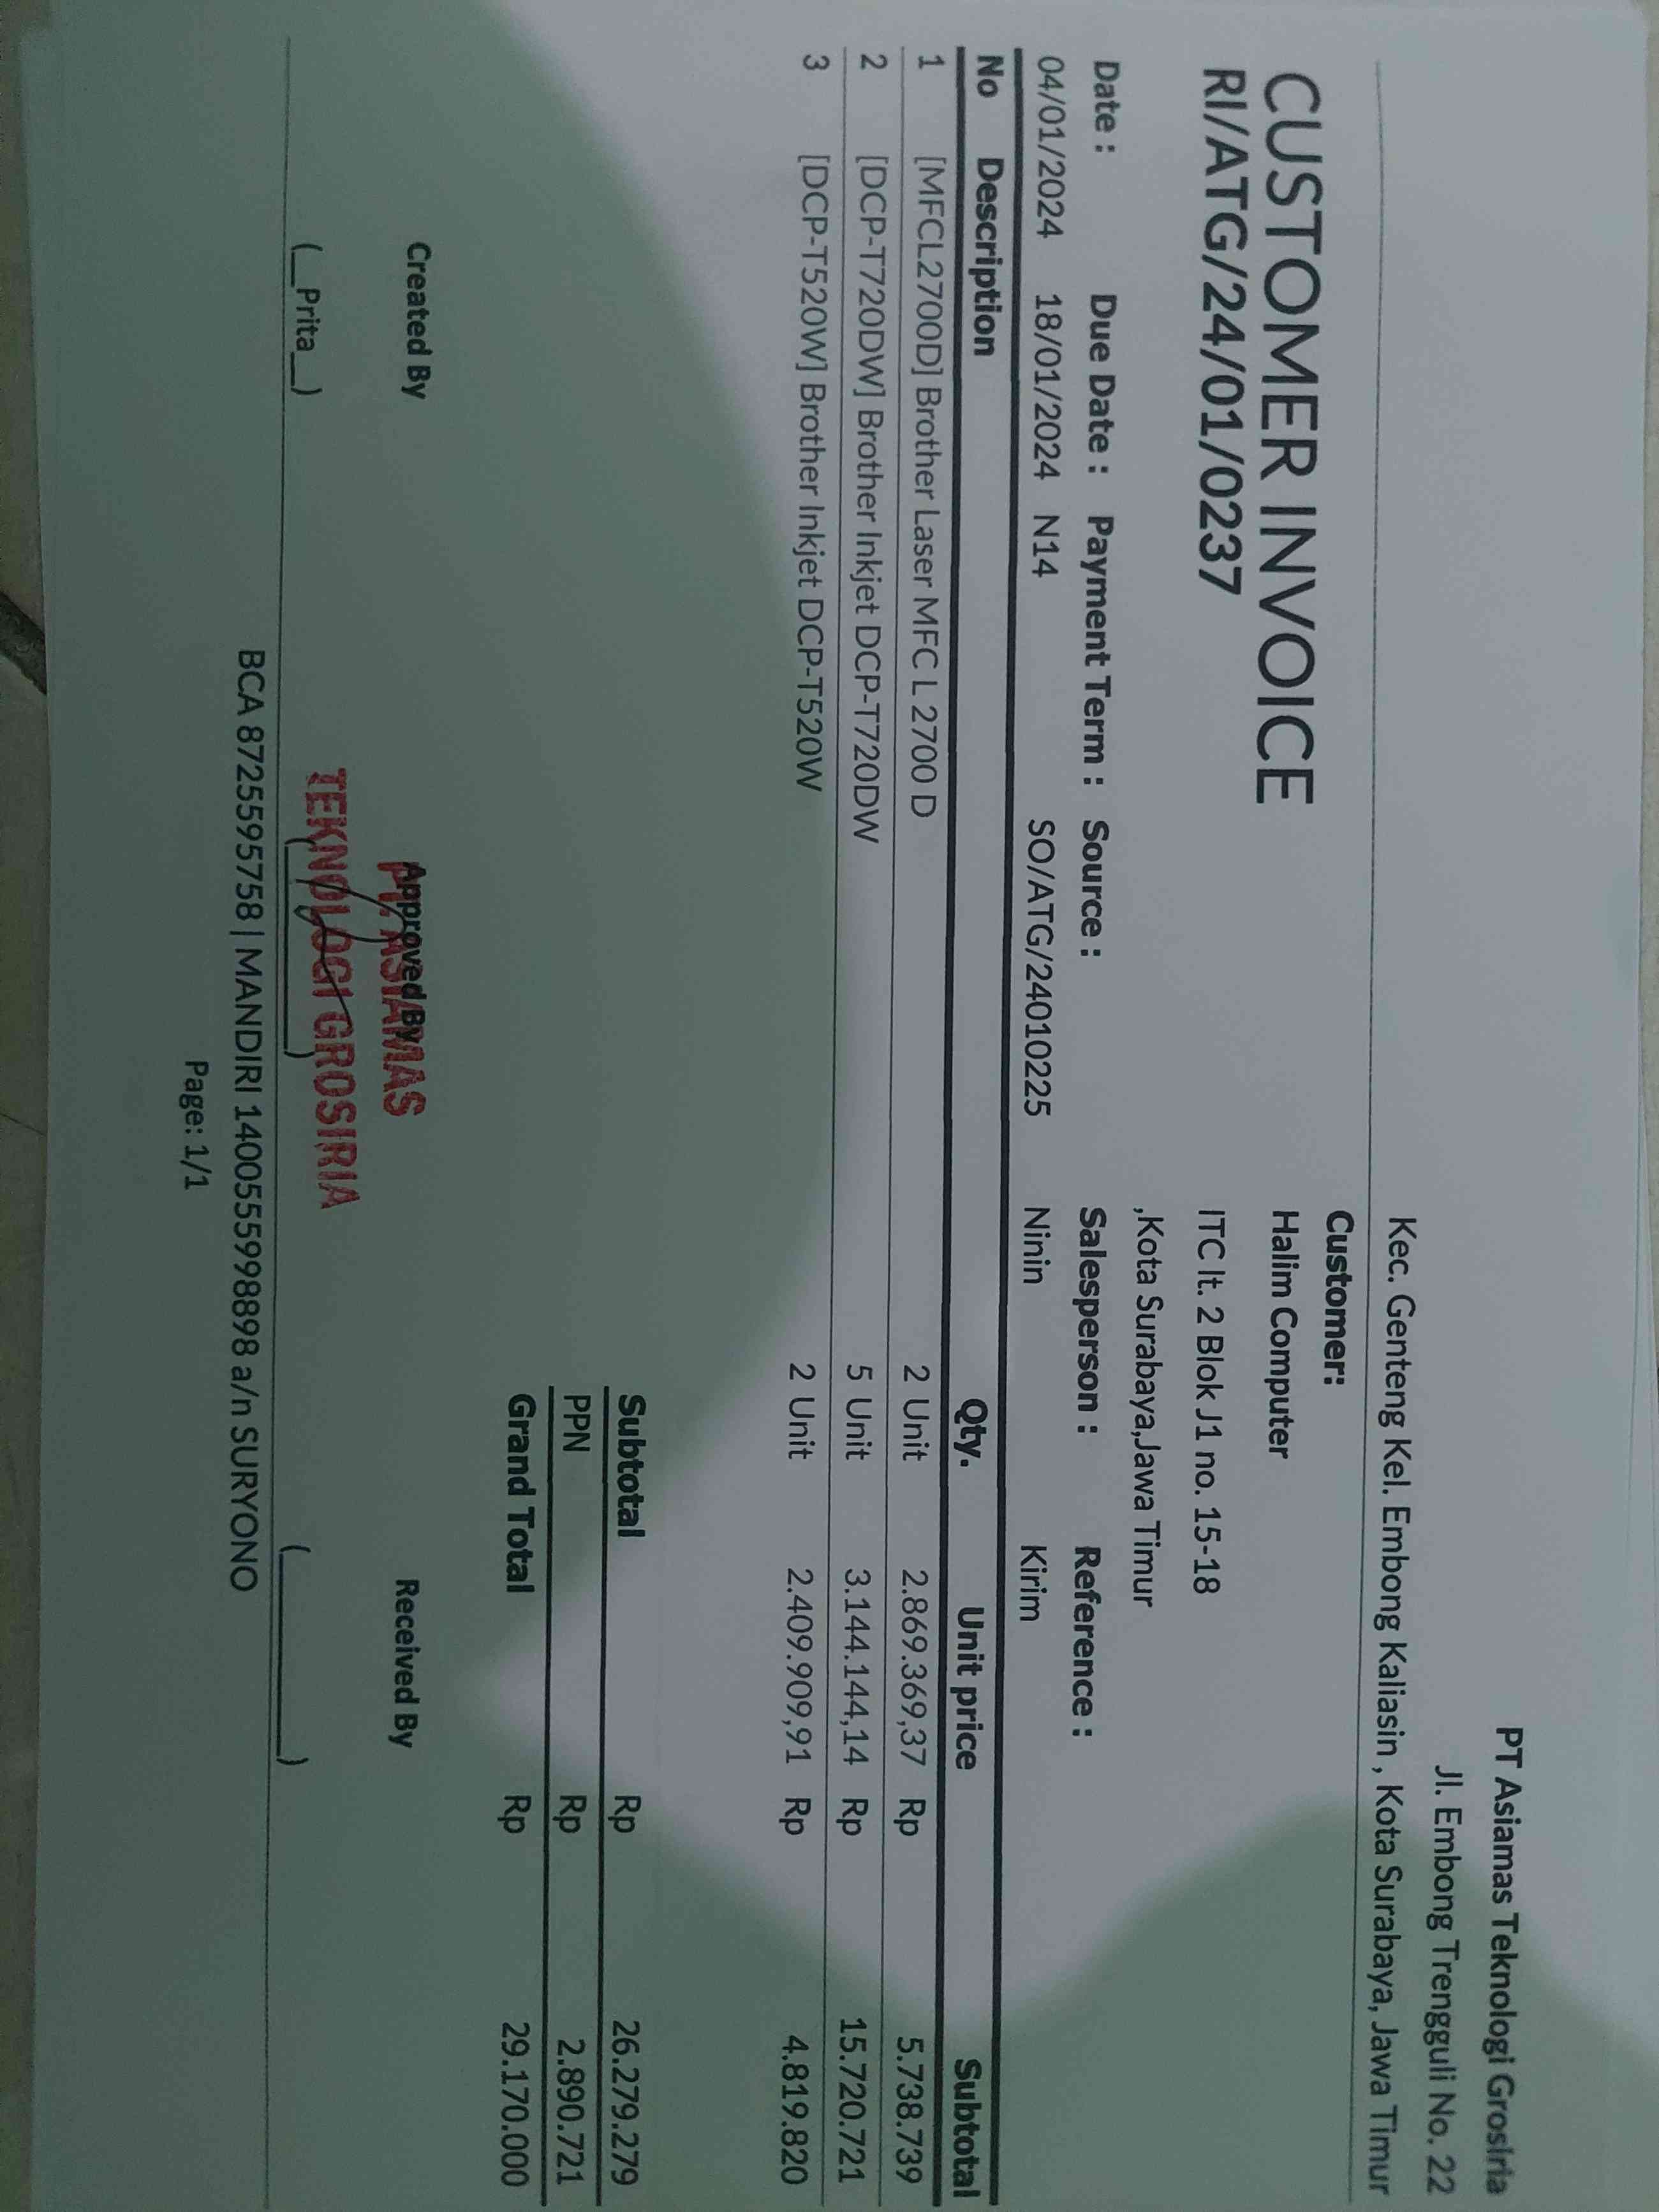 PT Asiamas Teknologi Grosiria
Jl. Embong Trengguli No. 22
Kec. Genteng Kel. Embong Kaliasin , Kota Surabaya, Jawa Timur
CUSTOMER INVOICE
RI/ATG/24/01/0237
Customer:
Halim Computer
ITC lt. 2 Blok J1 no. 15-18
,Kota Surabaya,Jawa Timur
Date : Due Date : Payment Term : Source : Salesperson : Reference :
04/01/2024 18/01/2024 N14 SO/ATG/24010225 Ninin Kirim
No Description Qty. Unit price Subtotal
1 [MFCL2700D] Brother Laser MFC L 2700 D 2 Unit 2.869.369,37 Rp 5.738.739
2 [DCP-T720DW] Brother Inkjet DCP-T720DW 5 Unit 3.144.144,14 Rp 15.720.721
3 [DCP-T520W] Brother Inkjet DCP-T520W 2 Unit 2.409.909,91 Rp 4.819.820
Subtotal Rp 26.279.279
PPN Rp 2.890.721
Grand Total Rp 29.170.000
Created By Approved By Received By
PT. ASIAMAS
TEKNOLOGI GROSIRIA
(__Prita__) (________) (________)
BCA 8725595758 | MANDIRI 1400555998898 a/n SURYONO
Page: 1/1